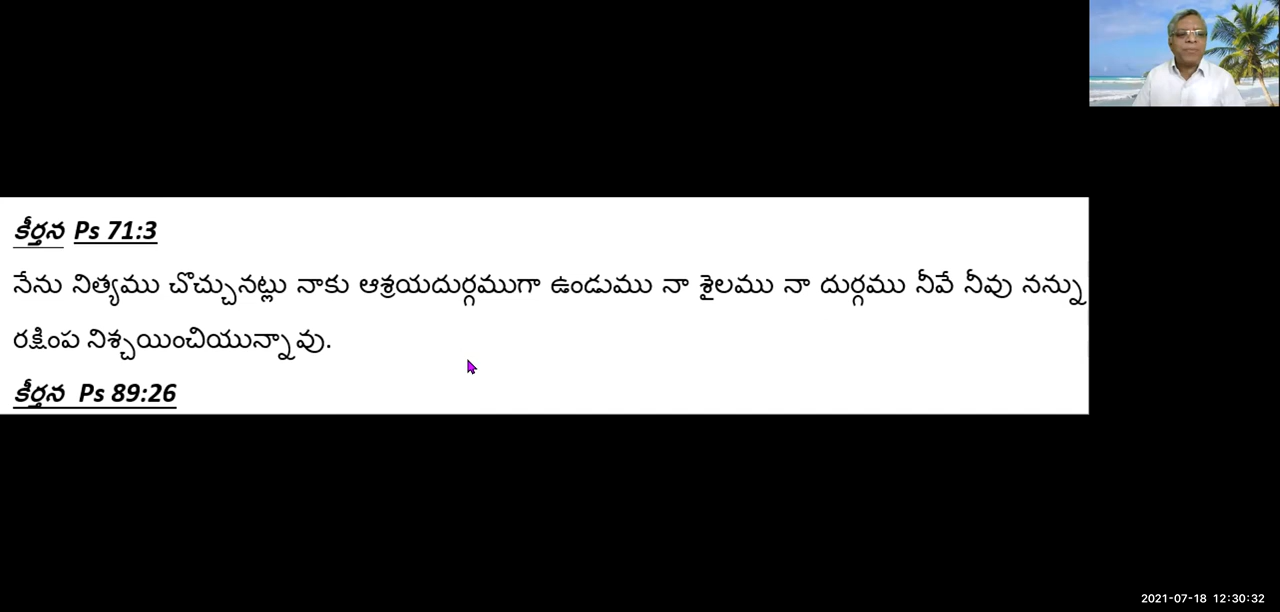 కీర్తన Ps 71:3
నేను నిత్యము చొచ్చునట్లు నాకు ఆశ్రయదుర్గముగా ఉండుము నా శైలము నా దుర్గము నీవే నీవు నన్ను
రక్షింప నిశ్చయించియున్నావు.
కీర్తన Ps 89:26
2021-07-18 12:30:32